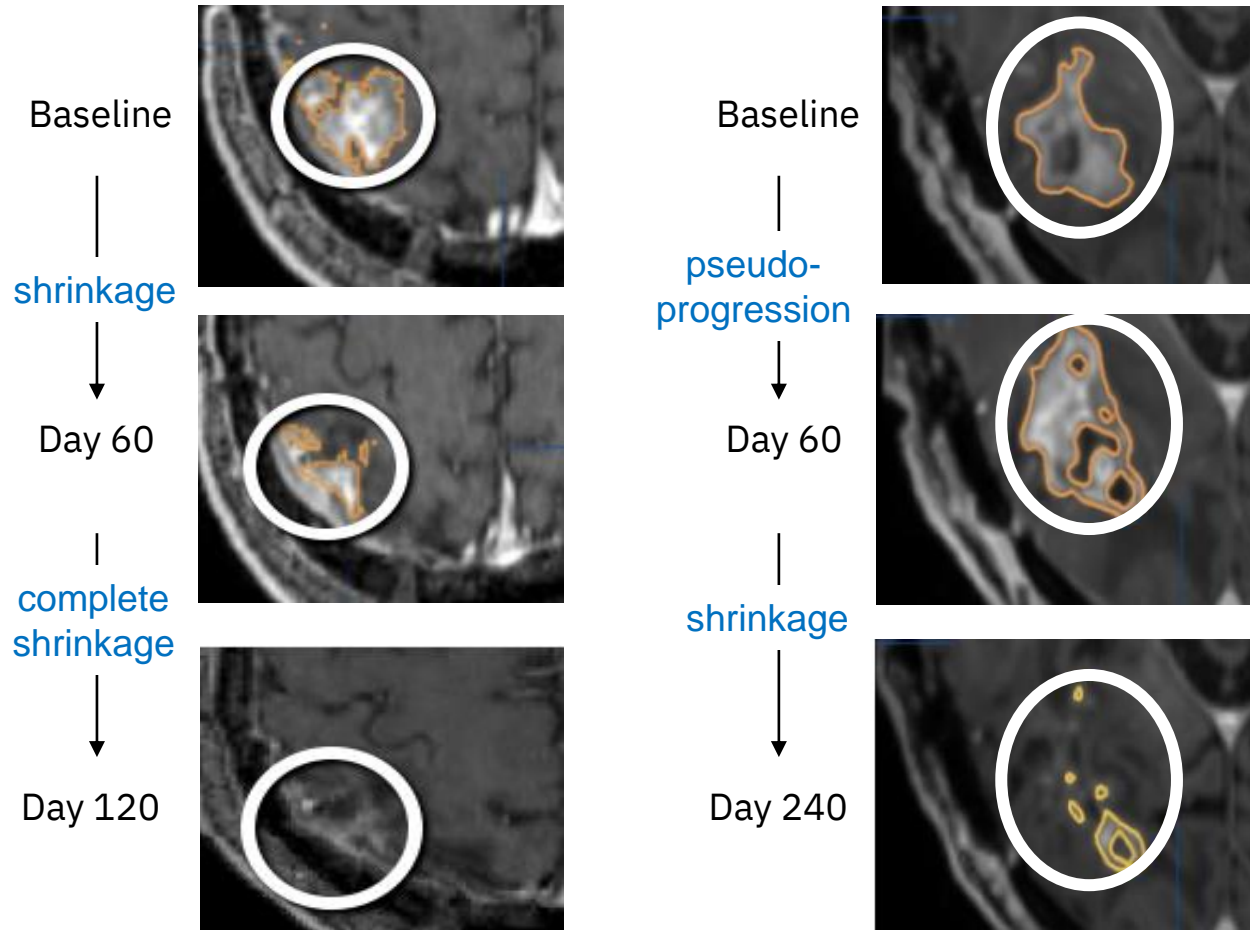 Baseline
shrinkage
Day 60
complete
shrinkage
Day 120
Baseline
pseudo-
progression
Day 60
shrinkage
Day 240